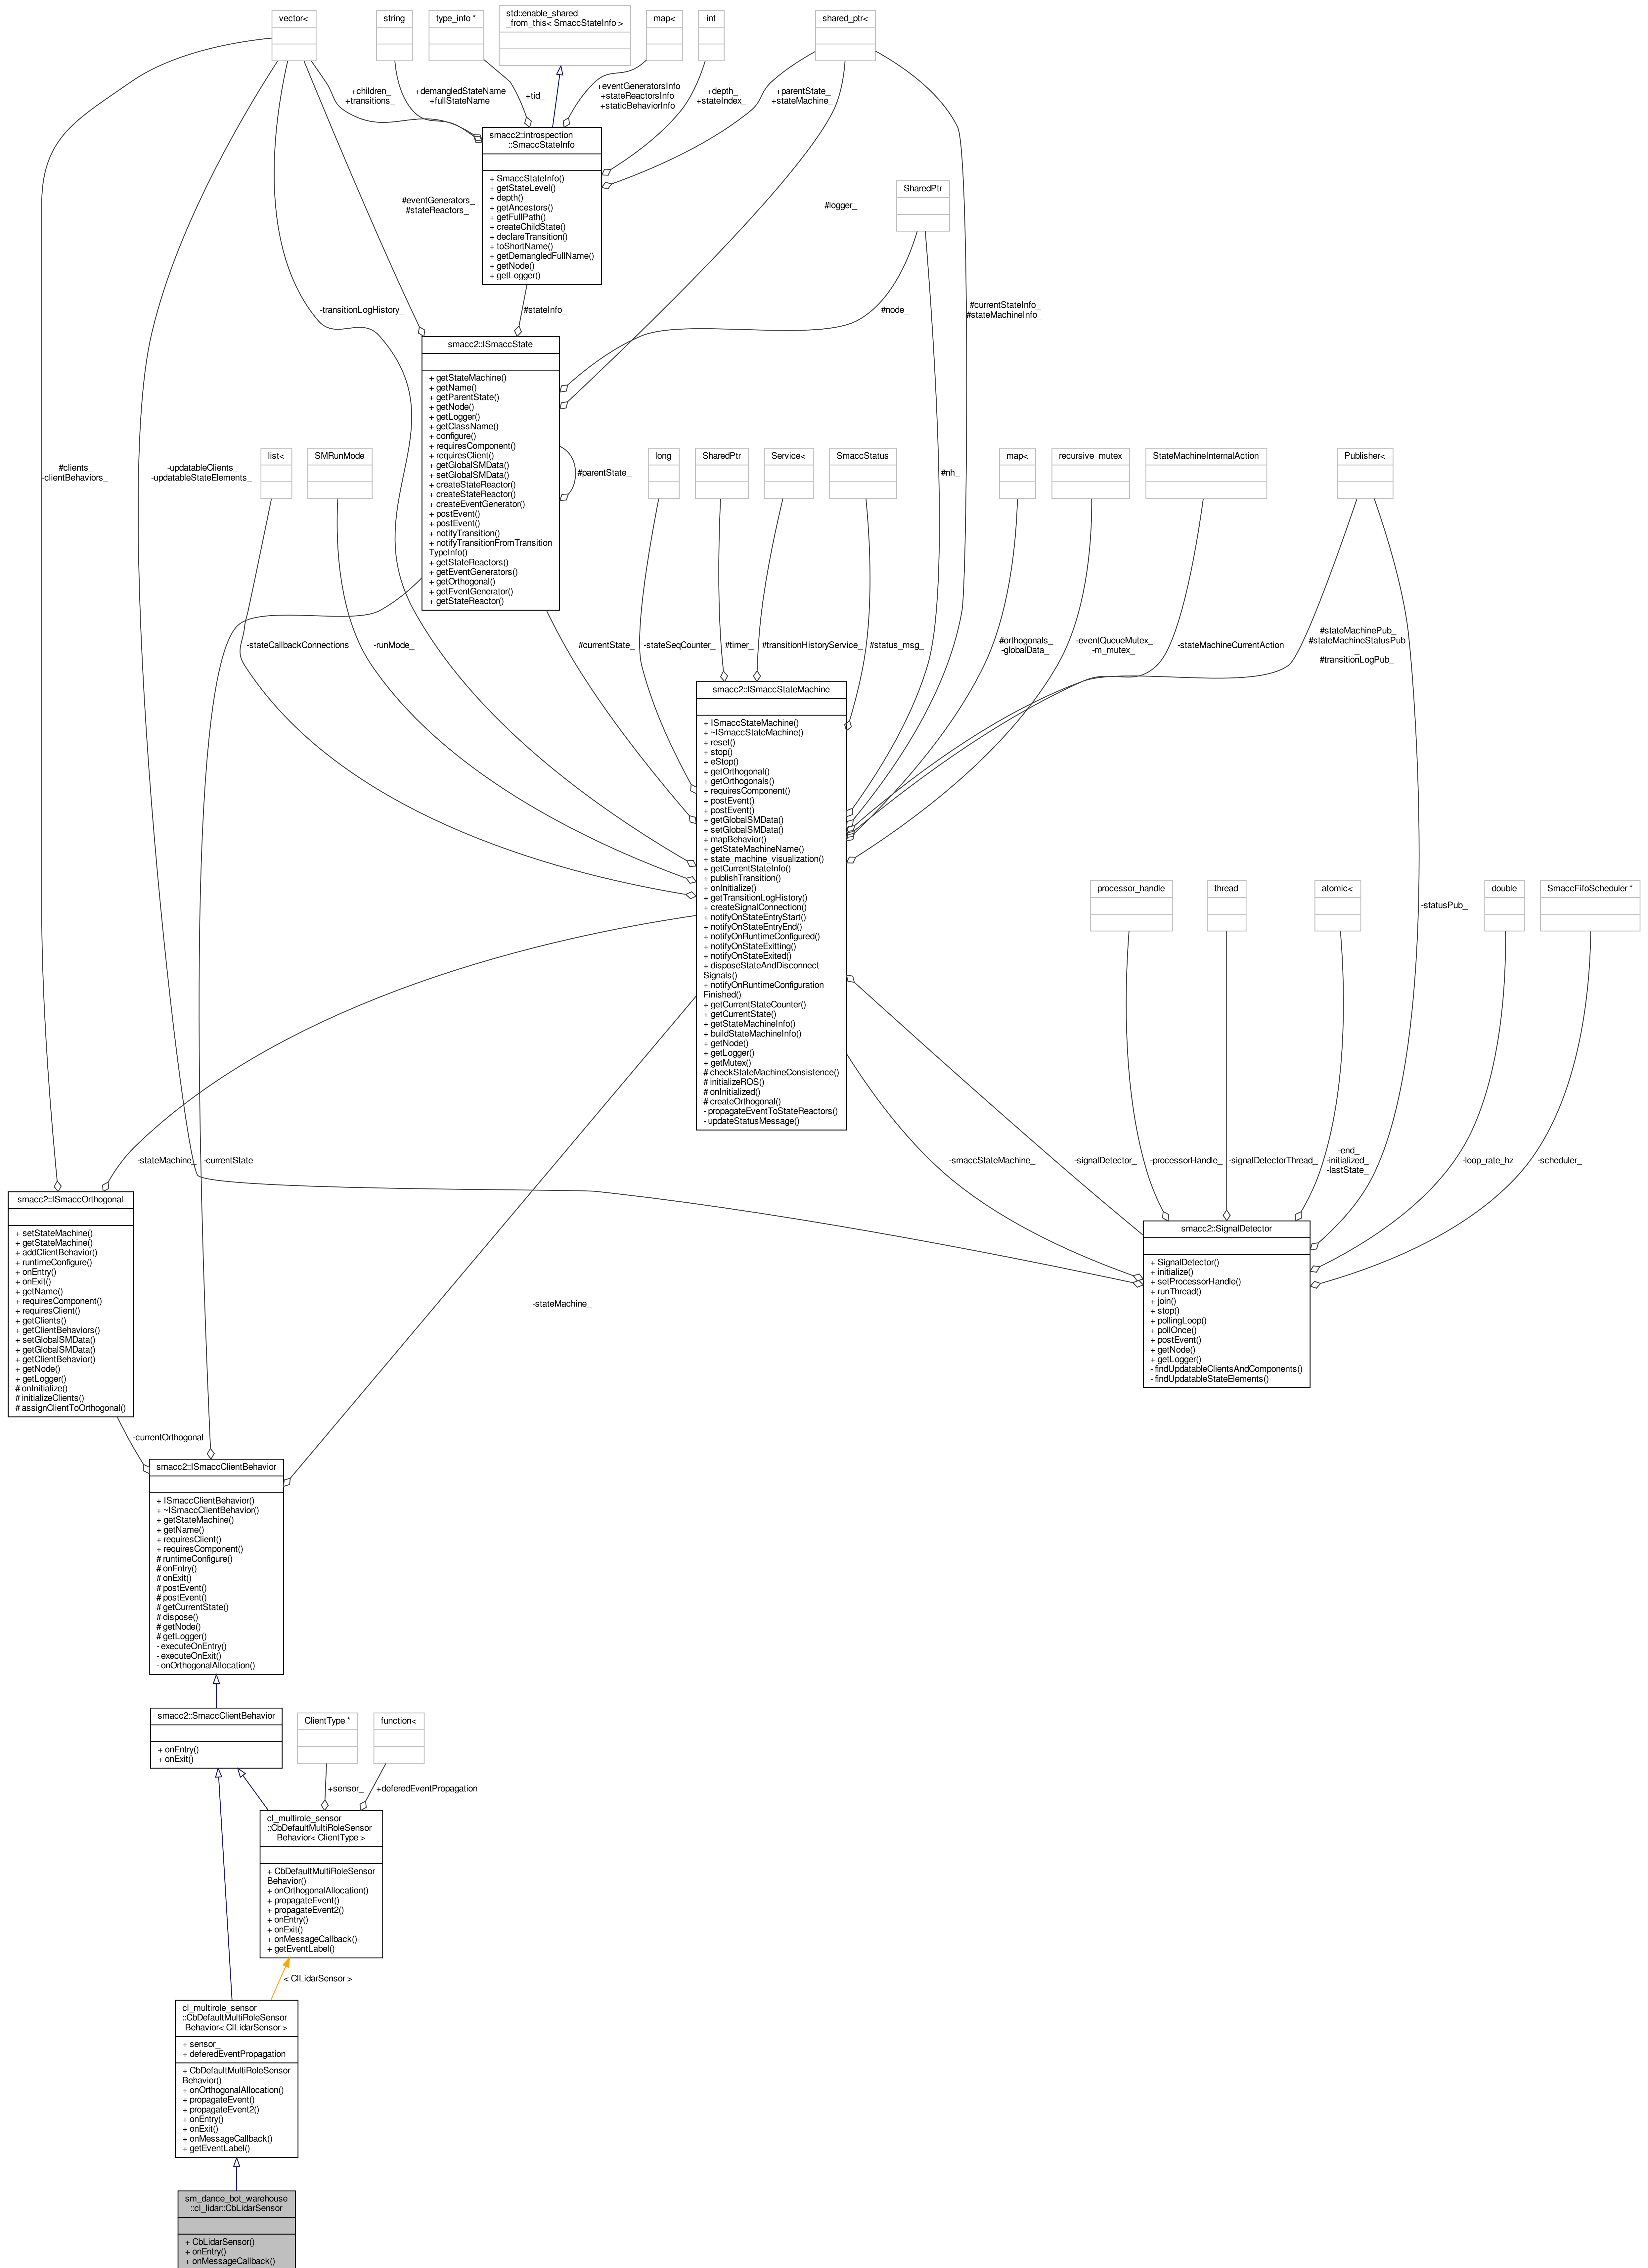 vector<
string
type_info *
std::enable_shared
_from_this< SmaccStateInfo >
map<
int
shared_ptr<
+children_
+transitions_
+demangledStateName
+fullStateName
+tid_
+eventGeneratorsInfo
+stateReactorsInfo
+staticBehaviorInfo
+depth_
+stateIndex_
+parentState_
+stateMachine_
smacc2::introspection
::SmaccStateInfo
+ SmaccStateInfo()
+ getStateLevel()
+ depth()
+ getAncestors()
+ getFullPath()
+ createChildState()
+ declareTransition()
+ toShortName()
+ getDemangledFullName()
+ getNode()
+ getLogger()
SharedPtr
#eventGenerators_
#stateReactors_
#logger_
-transitionLogHistory_
#stateInfo_
#node_
#currentStateInfo_
#stateMachineInfo_
smacc2::ISmaccState
+ getStateMachine()
+ getName()
+ getParentState()
+ getNode()
+ getLogger()
+ getClassName()
+ configure()
+ requiresComponent()
+ requiresClient()
+ getGlobalSMData()
+ setGlobalSMData()
+ createStateReactor()
+ createStateReactor()
+ createEventGenerator()
+ postEvent()
+ postEvent()
+ notifyTransition()
+ notifyTransitionFromTransition
TypeInfo()
+ getStateReactors()
+ getEventGenerators()
+ getOrthogonal()
+ getEventGenerator()
+ getStateReactor()
#clients_
-clientBehaviors_
-updatableClients_
-updatableStateElements_
list<
SMRunMode
#parentState_
long
SharedPtr
Service<
SmaccStatus
#nh_
map<
recursive_mutex
StateMachineInternalAction
Publisher<
-stateCallbackConnections
-runMode_
#currentState_
-stateSeqCounter_
#timer_
#transitionHistoryService_
#status_msg_
#orthogonals_
-globalData_
-eventQueueMutex_
-m_mutex_
-stateMachineCurrentAction
#stateMachinePub_
#stateMachineStatusPub
_
#transitionLogPub_
smacc2::ISmaccStateMachine
+ ISmaccStateMachine()
+ ~ISmaccStateMachine()
+ reset()
+ stop()
+ eStop()
+ getOrthogonal()
+ getOrthogonals()
+ requiresComponent()
+ postEvent()
+ postEvent()
+ getGlobalSMData()
+ setGlobalSMData()
+ mapBehavior()
+ getStateMachineName()
+ state_machine_visualization()
+ getCurrentStateInfo()
+ publishTransition()
+ onInitialize()
+ getTransitionLogHistory()
+ createSignalConnection()
+ notifyOnStateEntryStart()
+ notifyOnStateEntryEnd()
+ notifyOnRuntimeConfigured()
+ notifyOnStateExitting()
+ notifyOnStateExited()
+ disposeStateAndDisconnect
Signals()
+ notifyOnRuntimeConfiguration
Finished()
+ getCurrentStateCounter()
+ getCurrentState()
+ getStateMachineInfo()
+ buildStateMachineInfo()
+ getNode()
+ getLogger()
+ getMutex()
# checkStateMachineConsistence()
# initializeROS()
# onInitialized()
# createOrthogonal()
- propagateEventToStateReactors()
- updateStatusMessage()
processor_handle
thread
atomic<
double
SmaccFifoScheduler *
-statusPub_
-stateMachine_
-currentState
-smaccStateMachine_
-signalDetector_
-processorHandle_
-signalDetectorThread_
-end_
-initialized_
-lastState_
-loop_rate_hz
-scheduler_
smacc2::ISmaccOrthogonal
+ setStateMachine()
+ getStateMachine()
+ addClientBehavior()
+ runtimeConfigure()
+ onEntry()
+ onExit()
+ getName()
+ requiresComponent()
+ requiresClient()
+ getClients()
+ getClientBehaviors()
+ setGlobalSMData()
+ getGlobalSMData()
+ getClientBehavior()
+ getNode()
+ getLogger()
# onInitialize()
# initializeClients()
# assignClientToOrthogonal()
smacc2::SignalDetector
+ SignalDetector()
+ initialize()
+ setProcessorHandle()
+ runThread()
+ join()
+ stop()
+ pollingLoop()
+ pollOnce()
+ postEvent()
+ getNode()
+ getLogger()
- findUpdatableClientsAndComponents()
- findUpdatableStateElements()
-stateMachine_
-currentOrthogonal
smacc2::ISmaccClientBehavior
+ ISmaccClientBehavior()
+ ~ISmaccClientBehavior()
+ getStateMachine()
+ getName()
+ requiresClient()
+ requiresComponent()
# runtimeConfigure()
# onEntry()
# onExit()
# postEvent()
# postEvent()
# getCurrentState()
# dispose()
# getNode()
# getLogger()
- executeOnEntry()
- executeOnExit()
- onOrthogonalAllocation()
smacc2::SmaccClientBehavior
+ onEntry()
+ onExit()
ClientType *
function<
+sensor_
+deferedEventPropagation
cl_multirole_sensor
::CbDefaultMultiRoleSensor
Behavior< ClientType >
+ CbDefaultMultiRoleSensor
Behavior()
+ onOrthogonalAllocation()
+ propagateEvent()
+ propagateEvent2()
+ onEntry()
+ onExit()
+ onMessageCallback()
+ getEventLabel()
< ClLidarSensor >
cl_multirole_sensor
::CbDefaultMultiRoleSensor
Behavior< ClLidarSensor >
+ sensor_
+ deferedEventPropagation
+ CbDefaultMultiRoleSensor
Behavior()
+ onOrthogonalAllocation()
+ propagateEvent()
+ propagateEvent2()
+ onEntry()
+ onExit()
+ onMessageCallback()
+ getEventLabel()
sm_dance_bot_warehouse
::cl_lidar::CbLidarSensor
+ CbLidarSensor()
+ onEntry()
+ onMessageCallback()